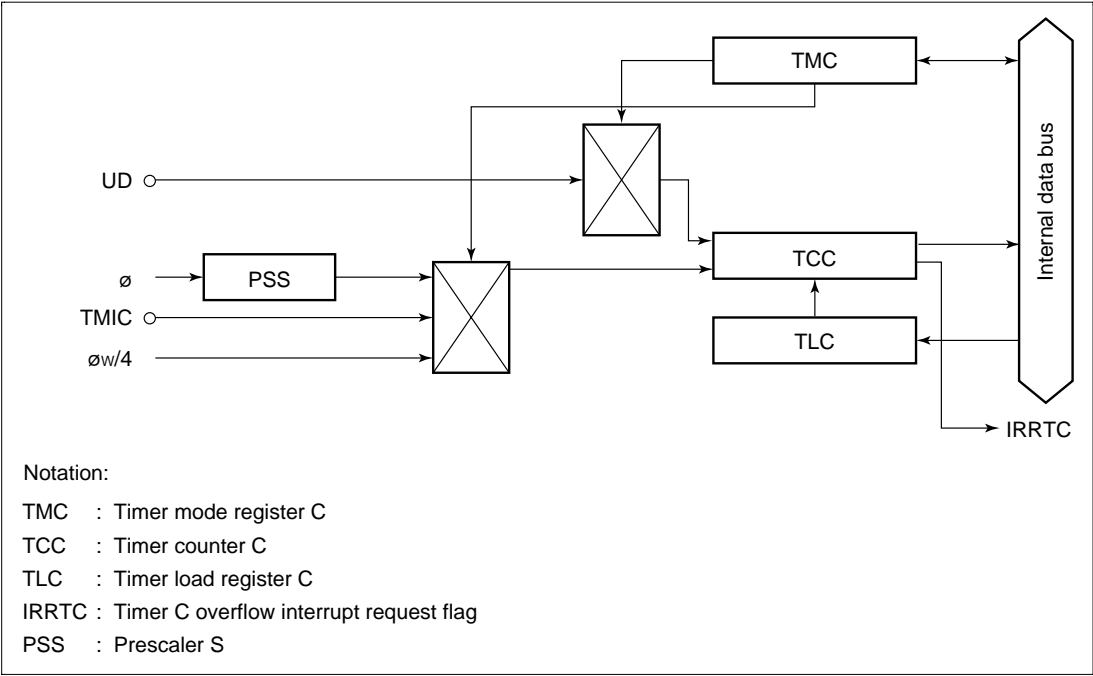 TMC
UD
Internal data bus
TCC
ø
PSS
TMIC
TLC
øw/4
IRRTC
Notation:
TMC : Timer mode register C
TCC : Timer counter C
TLC : Timer load register C
IRRTC : Timer C overflow interrupt request flag
PSS : Prescaler S